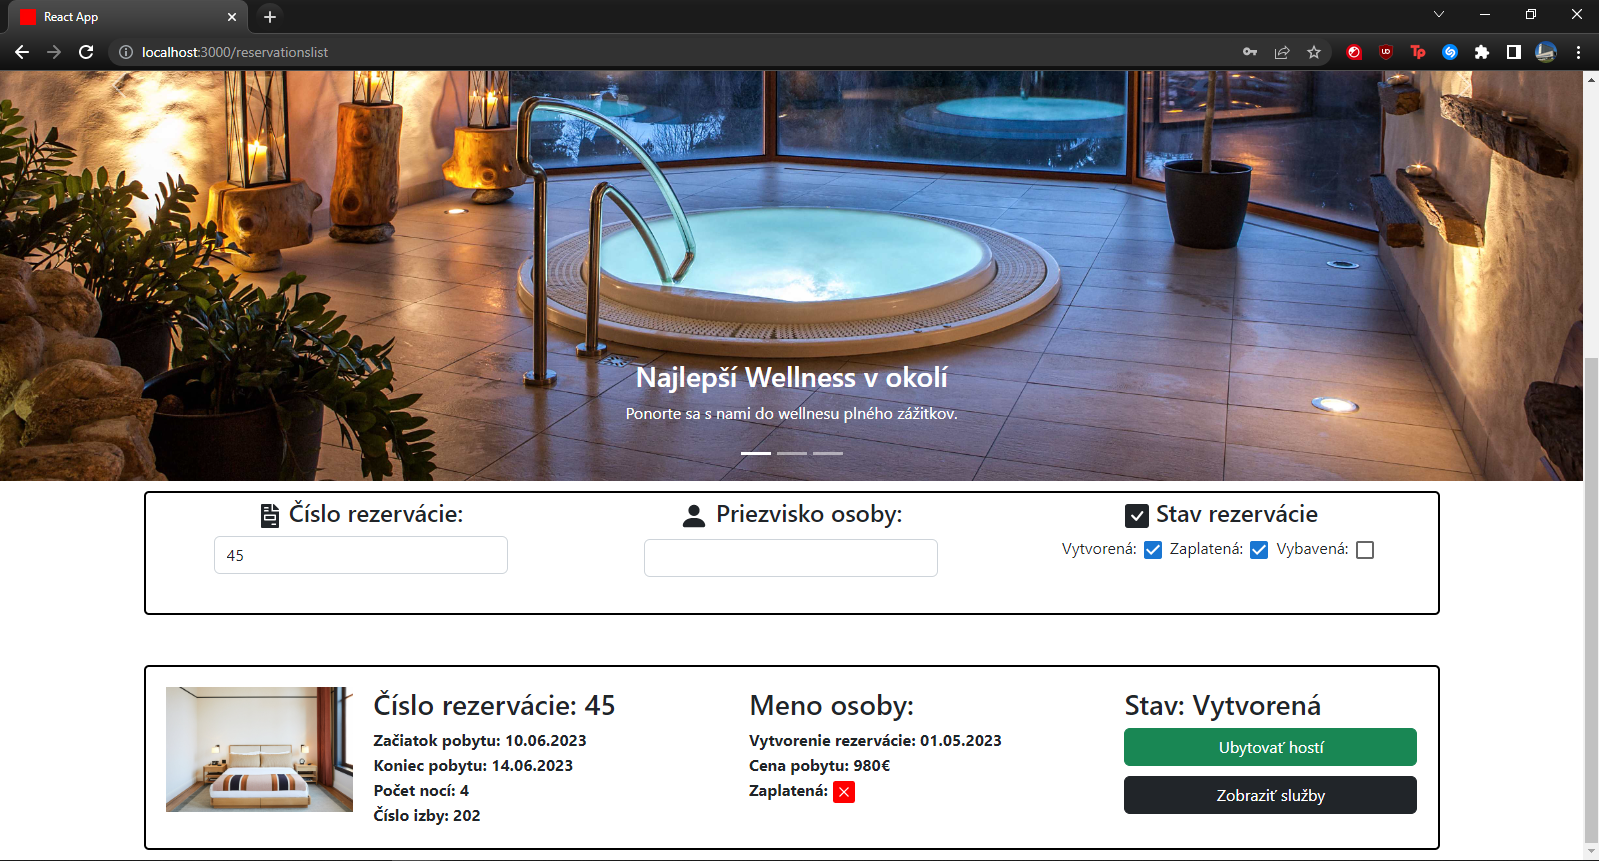 React App
localhost:3000/reservationslist
Najlepší Wellness v okolí
Ponorte sa s nami do wellnesu plného zážitkov.
Číslo rezervácie:
45
Priezvisko osoby:
Stav rezervácie
Vytvorená: Zaplatená: Vybavená:
Číslo rezervácie: 45
Začiatok pobytu: 10.06.2023
Koniec pobytu: 14.06.2023
Počet nocí: 4
Číslo izby: 202
Meno osoby:
Vytvorenie rezervácie: 01.05.2023
Cena pobytu: 980€
Zaplatená:
Stav: Vytvorená
Ubytovať hostí
Zobraziť služby